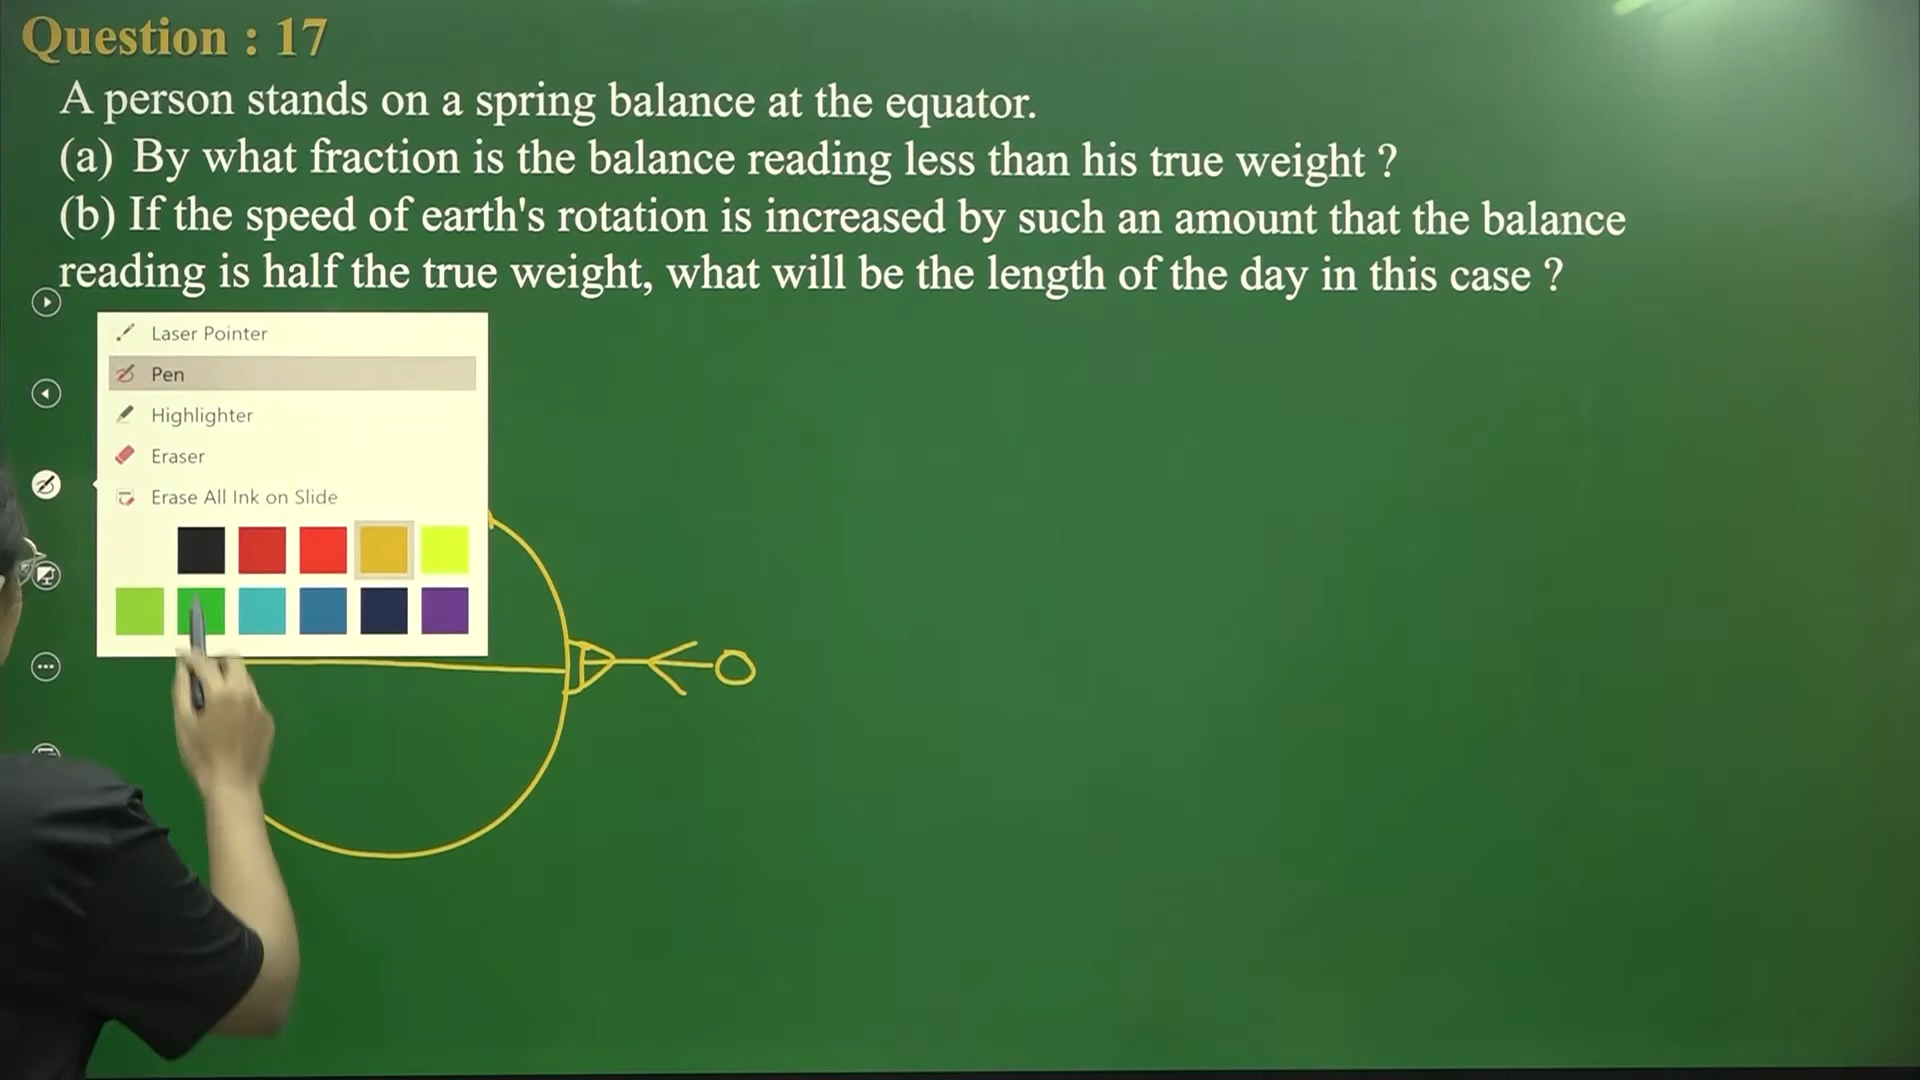 Question : 17
A person stands on a spring balance at the equator.
(a) By what fraction is the balance reading less than his true weight ?
(b) If the speed of earth's rotation is increased by such an amount that the balance
reading is half the true weight, what will be the length of the day in this case ?
Laser Pointer
Pen
Highlighter
Eraser
Erase All Ink on Slide